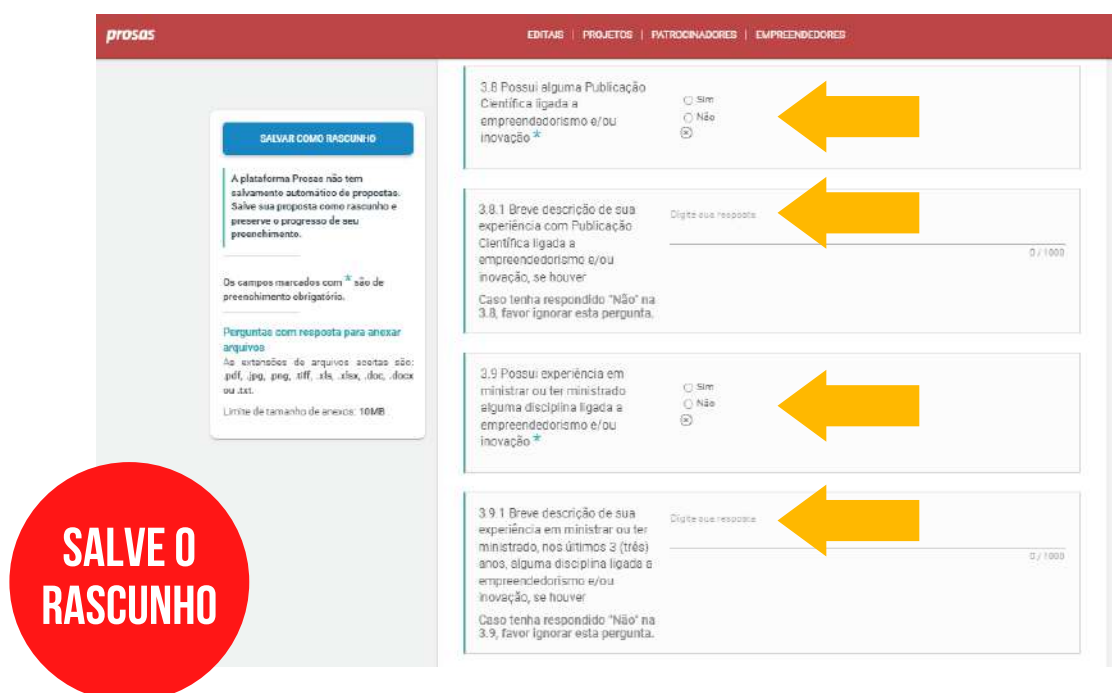 prosas
EDITAIS | PROJETOS | PATROCINADORES | EMPREENDEDORES
SALVAR COMO RASCUNHO
A plataforma Prosas não tem
salvamento automático de propostas.
Salve sua proposta como rascunho e
preserve o progresso de seu
preenchimento.
Os campos marcados com * são de
preenchimento obrigatório.
Perguntas com resposta para anexar
arquivos
As extensões de arquivos aceitas são:
.pdf, .jpg, .png, .tiff, .xls, .xlsx, .doc, .docx
ou .txt.
Limite de tamanho de anexos: 10MB
3.8 Possui alguma Publicação
Científica ligada a
empreendedorismo e/ou
inovação *
Sim
Não
3.8.1 Breve descrição de sua
experiência com Publicação
Científica ligada a
empreendedorismo e/ou
inovação, se houver
Caso tenha respondido "Não" na
3.8, favor ignorar esta pergunta.
Digite sua resposta
0 / 1000
3.9 Possui experiência em
ministrar ou ter ministrado
alguma disciplina ligada a
empreendedorismo e/ou
inovação *
Sim
Não
3.9.1 Breve descrição de sua
experiência em ministrar ou ter
ministrado, nos últimos 3 (três)
anos, alguma disciplina ligada a
empreendedorismo e/ou
inovação, se houver
Caso tenha respondido "Não" na
3.9, favor ignorar esta pergunta.
Digite sua resposta
0 / 1000
SALVE O
RASCUNHO